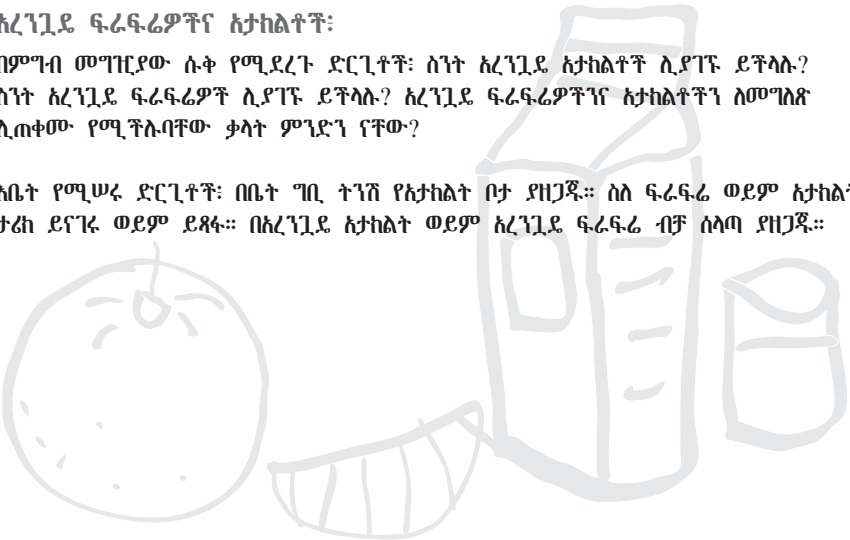 አረንጓዴ ፍራፍሬዎችና አታክልቶች፡
በምግብ መግዢያው ሱቅ የሚደረጉ ድርጊቶች፡ ስንት አረንጓዴ አታክልቶች ሊያገኙ ይችላሉ?
ስንት አረንጓዴ ፍራፍሬዎች ሊያገኙ ይችላሉ? አረንጓዴ ፍራፍሬዎችንና አታክልቶችን ለመግለጽ
ሊጠቀሙ የሚችሉባቸው ቃላት ምንድን ናቸው?
እቤት የሚሠሩ ድርጊቶች፡ በቤት ግቢ ትንሽ የአታክልት ቦታ ያዘጋጁ። ስለ ፍራፍሬ ወይም አታክልት
ታሪክ ይናገሩ ወይም ይጻፋ። በአረንጓዴ አታክልት ወይም አረንጓዴ ፍራፍሬ ብቻ ሰላጣ ያዘጋጁ።